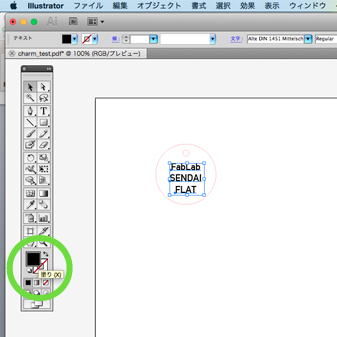 Illustrator ファイル 編集 オブジェクト 書式 選択 効果 表示 ウィンドウ
Ai Br
テキスト 線: 文字: Alte DIN 1451 Mittelsch Regular
charm_test.pdf* @ 100% (RGB/プレビュー)
FabLab
SENDAI
FLAT
塗り (X)